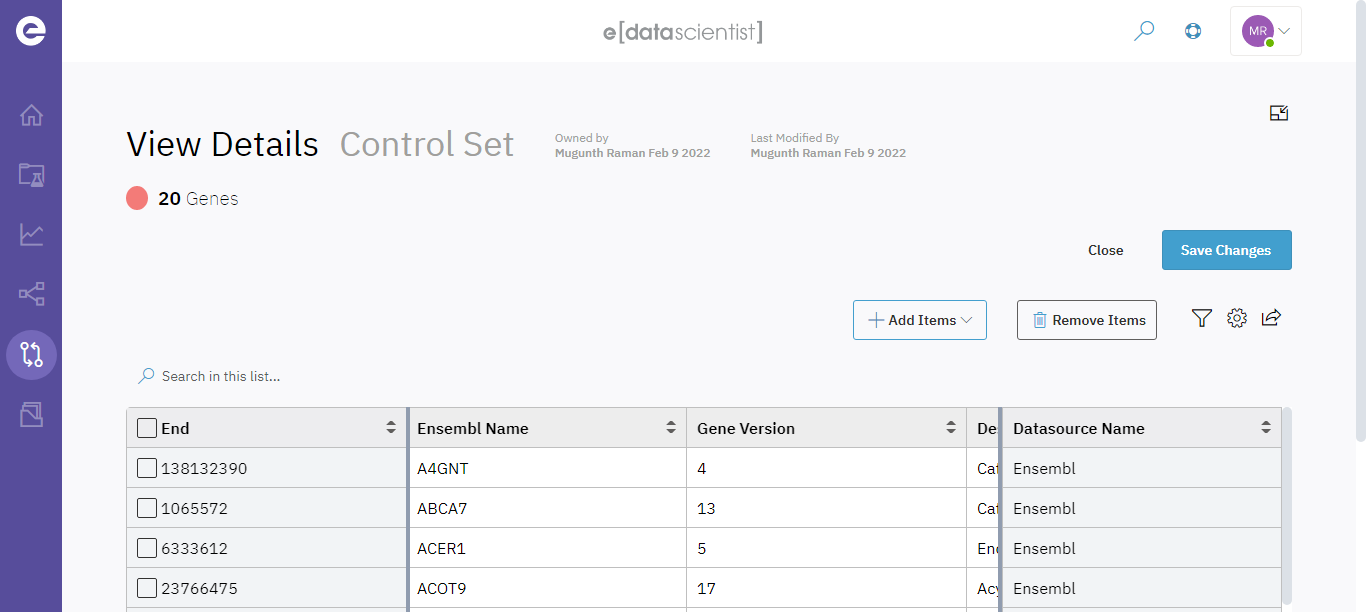 e[datascientist]
MR
View Details Control Set
Owned by
Mugunth Raman Feb 9 2022
Last Modified By
Mugunth Raman Feb 9 2022
20 Genes
Close
Save Changes
Add Items
Remove Items
Search in this list...
End Ensembl Name Gene Version De Datasource Name
138132390 A4GNT 4 Cat Ensembl
1065572 ABCA7 13 Cat Ensembl
6333612 ACER1 5 Ensembl
23766475 ACOT9 17 Ensembl